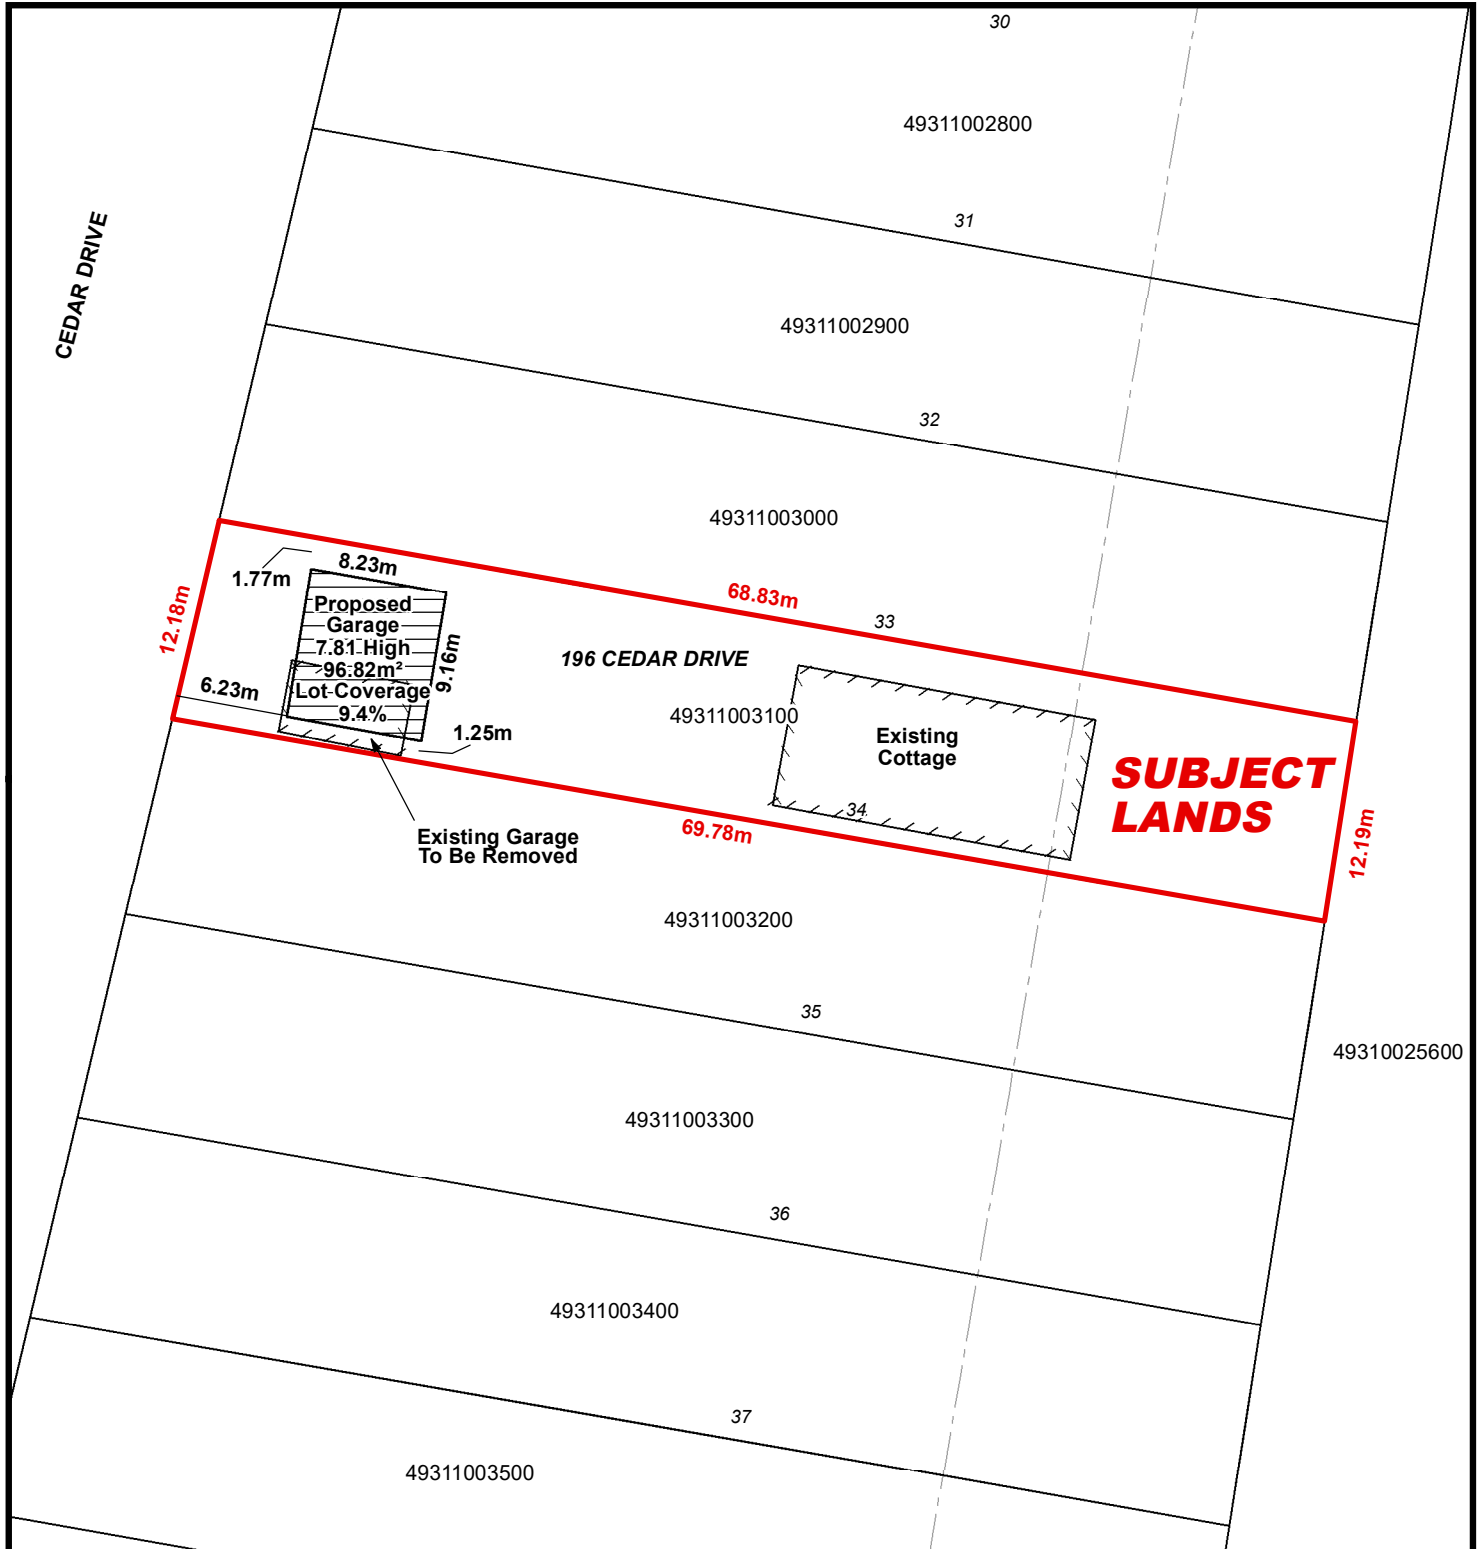 30
49311002800
CEDAR DRIVE
31
49311002900
32
49311003000
8.23m
1.77m
68.83m
12.18m
Proposed
Garage
7.81 High
96.82m²
Lot Coverage
9.4%
9.16m
33
196 CEDAR DRIVE
6.23m
49311003100
1.25m
Existing
Cottage
SUBJECT
LANDS
34
69.78m
12.19m
Existing Garage
To Be Removed
49311003200
35
49310025600
49311003300
36
49311003400
37
49311003500